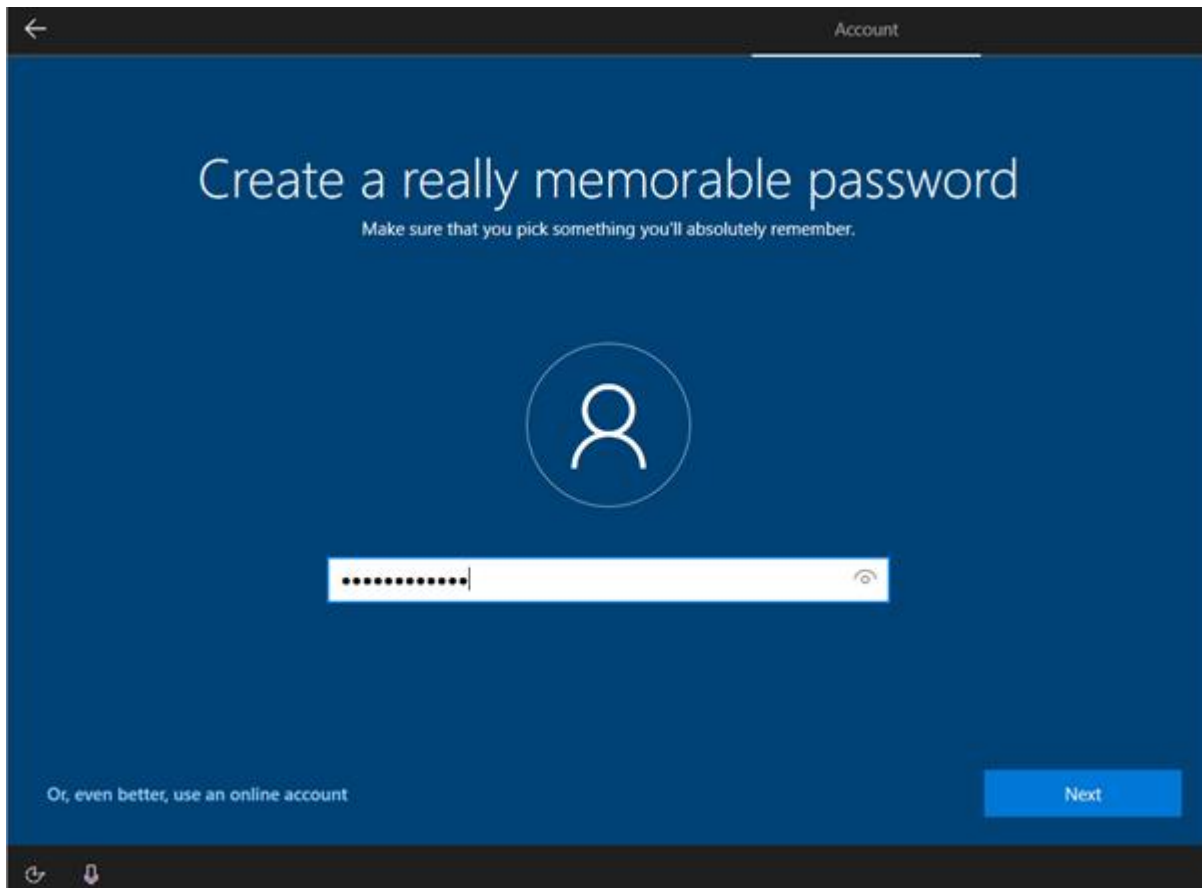 Account
Create a really memorable password
Make sure that you pick something you'll absolutely remember.
••••••••••••
Or, even better, use an online account
Next